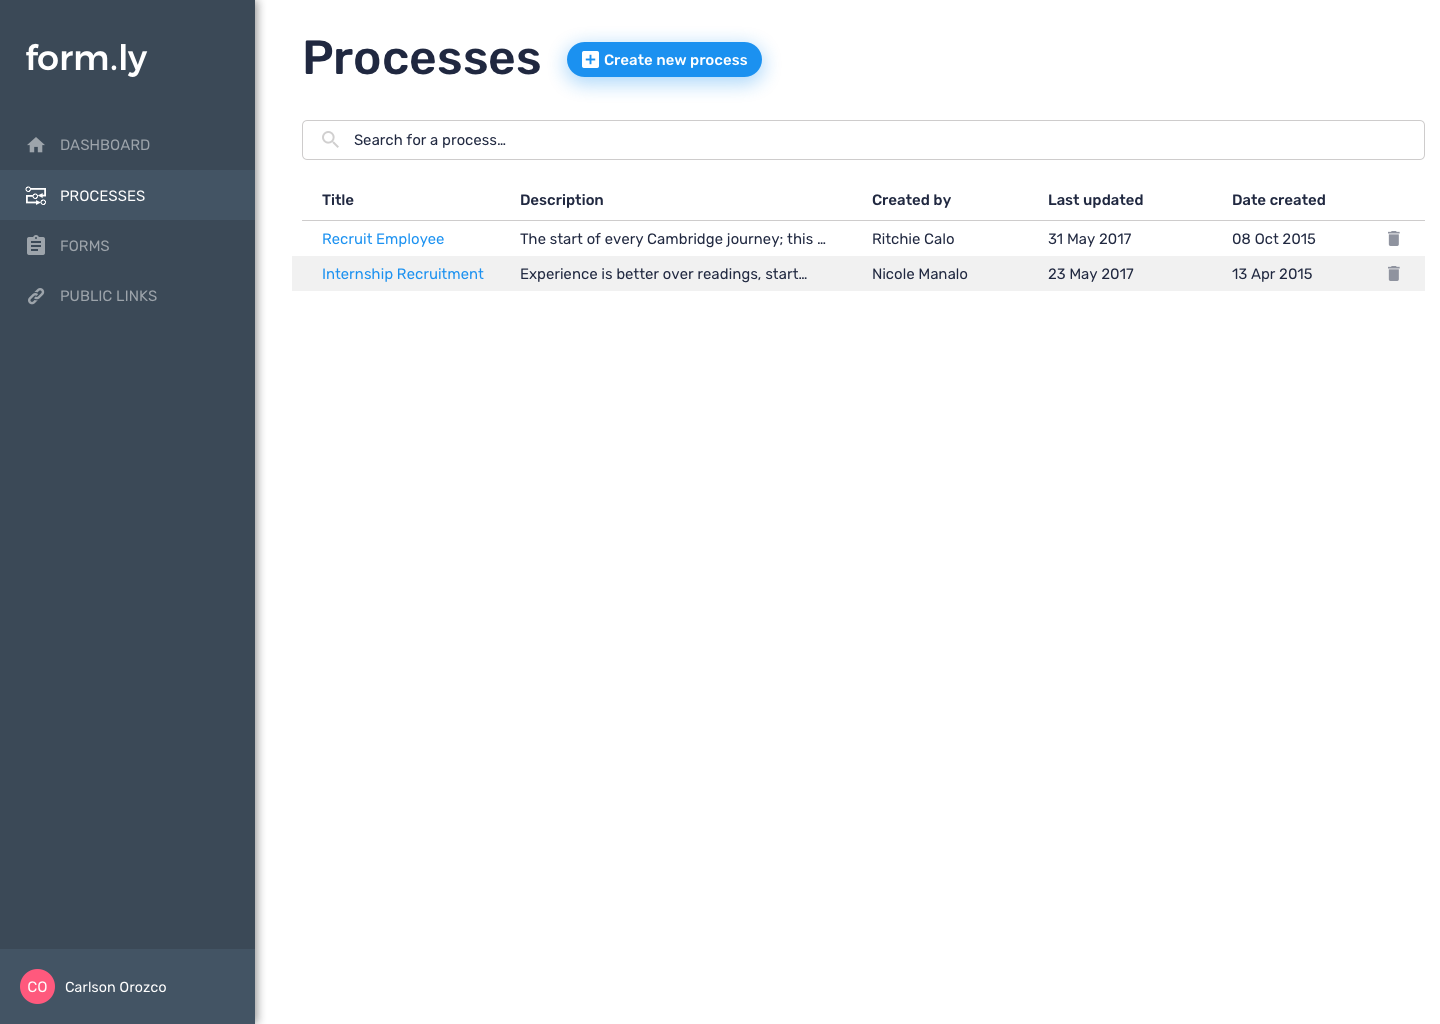 form.ly
DASHBOARD
PROCESSES
FORMS
PUBLIC LINKS
CO Carlson Orozco
Processes
Create new process
Search for a process…
Title Description Created by Last updated Date created
Recruit Employee The start of every Cambridge journey; this … Ritchie Calo 31 May 2017 08 Oct 2015
Internship Recruitment Experience is better over readings, start… Nicole Manalo 23 May 2017 13 Apr 2015